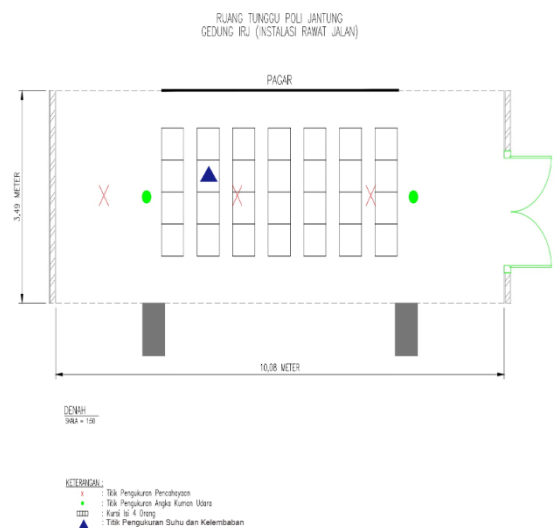 RUANG TUNGGU POLI JANTUNG
GEDUNG IRJ (INSTALASI RAWAT JALAN)
PAGAR
3,49 METER
10,08 METER
DENAH
SKALA = 1:50
KETERANGAN :
: Titik Pengukuran Pencahayaan
: Titik Pengukuran Angka Kuman Udara
: Kursi Isi 4 Orang
: Titik Pengukuran Suhu dan Kelembaban